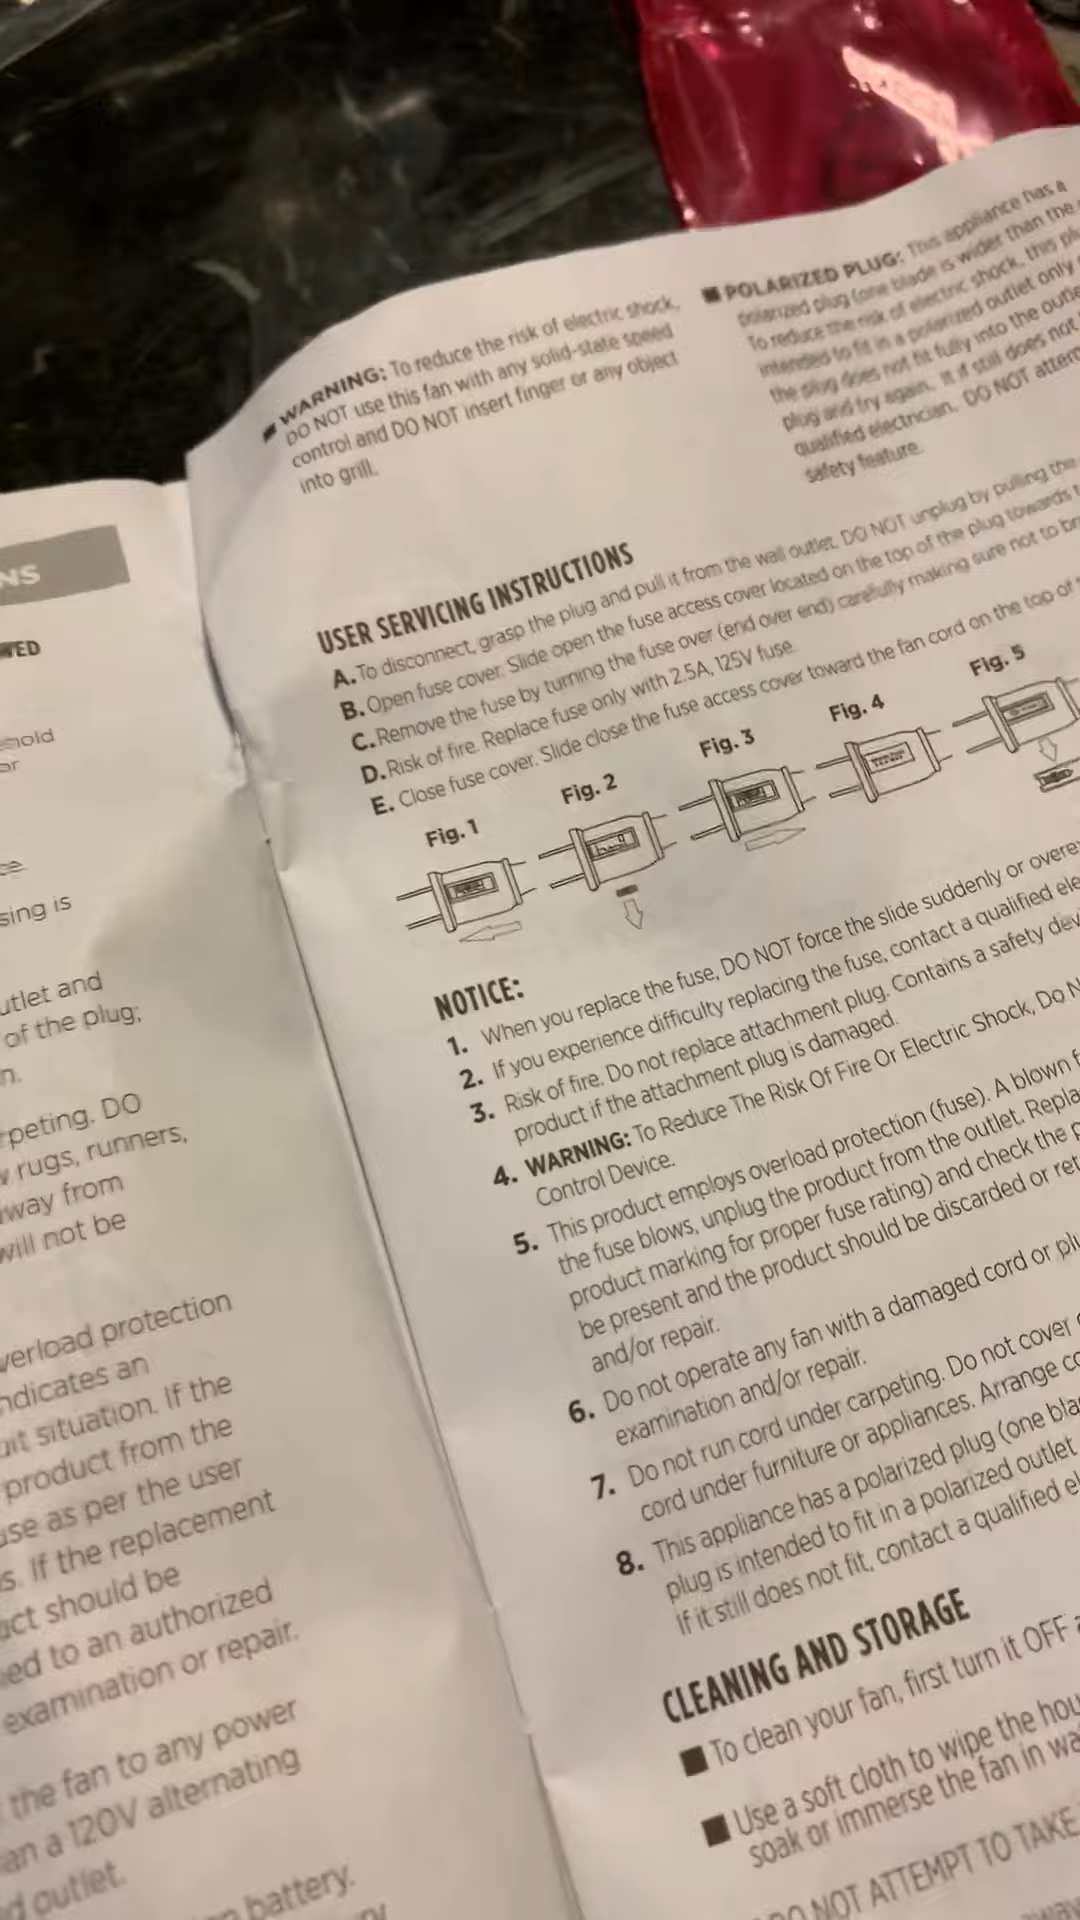 NS
WED
hold
or
ce
sing is
utlet and
of the plug;
n.
rpeting. DO
w rugs, runners,
way from
will not be
verload protection
ndicates an
uit situation. If the
product from the
use as per the user
s. If the replacement
uct should be
ed to an authorized
examination or repair.
the fan to any power
an a 120V alternating
d outlet.
battery.
■ WARNING: To reduce the risk of electric shock,
DO NOT use this fan with any solid-state speed
control and DO NOT insert finger or any object
into grill.
■ POLARIZED PLUG: This appliance has a
polarized plug (one blade is wider than the
To reduce the risk of electric shock, this plu
intended to fit in a polarized outlet only
the plug does not fit fully into the outle
plug and try again. It if still does not
qualified electrician. DO NOT attem
safety feature.
USER SERVICING INSTRUCTIONS
A. To disconnect, grasp the plug and pull it from the wall outlet. DO NOT unplug by pulling the
B. Open fuse cover. Slide open the fuse access cover located on the top of the plug towards
C. Remove the fuse by turning the fuse over (end over end) carefully making sure not to br
D. Risk of fire. Replace fuse only with 2.5A, 125V fuse.
E. Close fuse cover. Slide close the fuse access cover toward the fan cord on the top of
Fig. 1
Fig. 2
Fig. 3
Fig. 4
Fig. 5
NOTICE:
1. When you replace the fuse, DO NOT force the slide suddenly or overe
2. If you experience difficulty replacing the fuse, contact a qualified ele
3. Risk of fire. Do not replace attachment plug. Contains a safety dev
product if the attachment plug is damaged.
4. WARNING: To Reduce The Risk Of Fire Or Electric Shock, Do N
Control Device.
5. This product employs overload protection (fuse). A blown f
the fuse blows, unplug the product from the outlet, Repla
product marking for proper fuse rating) and check the p
be present and the product should be discarded or ret
and/or repair.
6. Do not operate any fan with a damaged cord or plu
examination and/or repair.
7. Do not run cord under carpeting. Do not cover
cord under furniture or appliances. Arrange co
8. This appliance has a polarized plug (one bla
plug is intended to fit in a polarized outlet
If it still does not fit, contact a qualified el
CLEANING AND STORAGE
■ To clean your fan, first turn it OFF
■ Use a soft cloth to wipe the hou
soak or immerse the fan in wa
DO NOT ATTEMPT TO TAKE